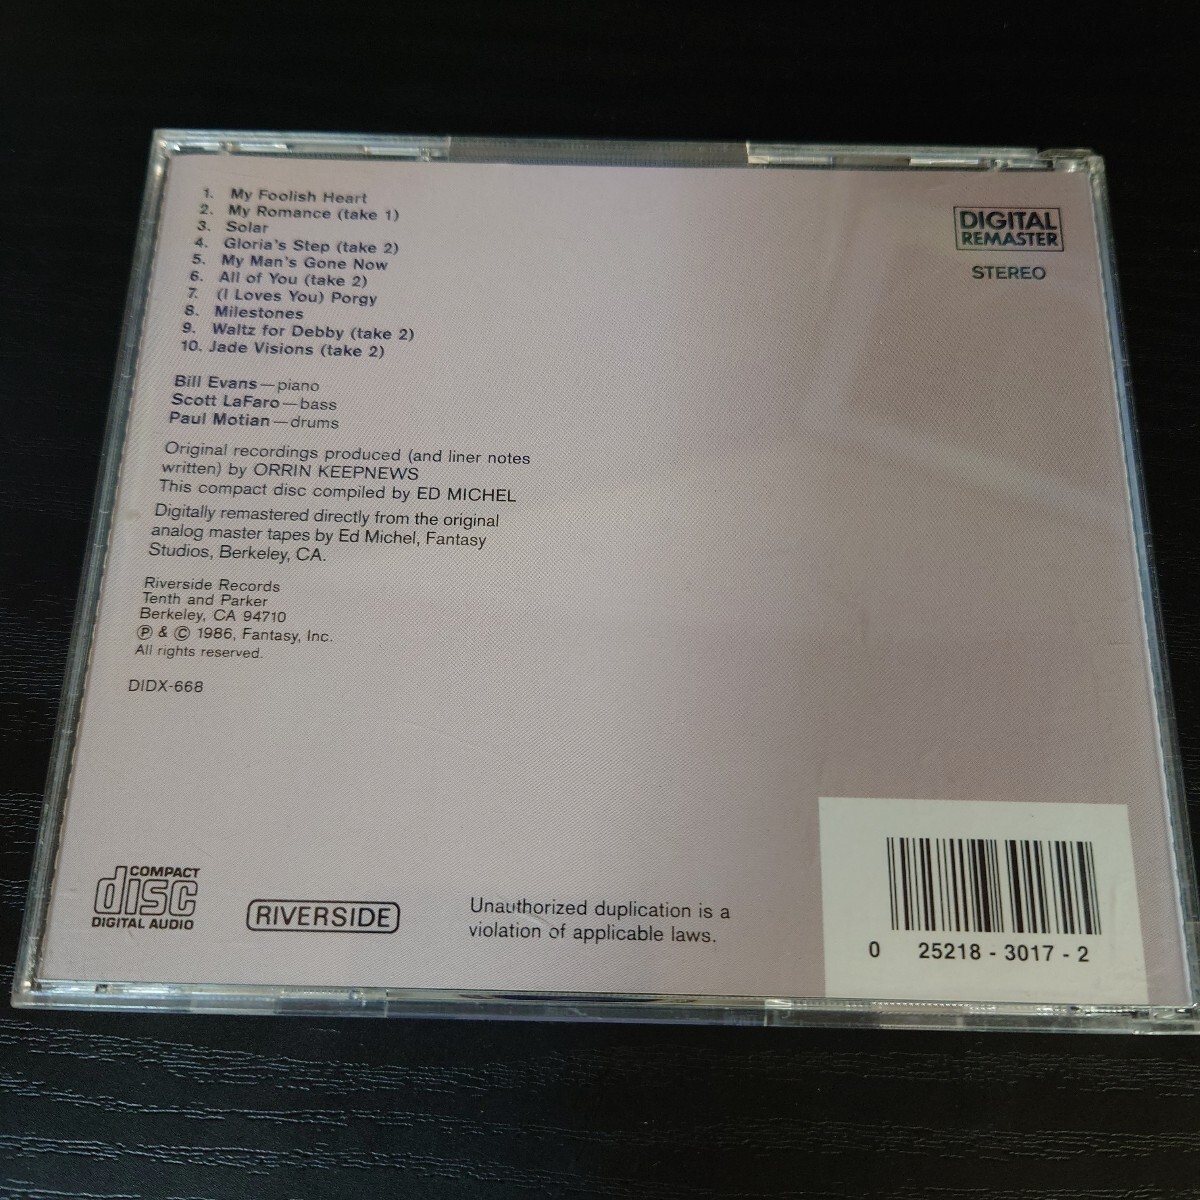 1. My Foolish Heart
2. My Romance (take 1)
3. Solar
4. Gloria's Step (take 2)
5. My Man's Gone Now
6. All of You (take 2)
7. (I Loves You) Porgy
8. Milestones
9. Waltz for Debby (take 2)
10. Jade Visions (take 2)
Bill Evans—piano
Scott LaFaro—bass
Paul Motian—drums
Original recordings produced (and liner notes
written) by ORRIN KEEPNEWS
This compact disc compiled by ED MICHEL
Digitally remastered directly from the original
analog master tapes by Ed Michel, Fantasy
Studios, Berkeley, CA.
Riverside Records
Tenth and Parker
Berkeley, CA 94710
Ⓟ & © 1986, Fantasy, Inc.
All rights reserved.
DIDX-668
DIGITAL
REMASTER
STEREO
COMPACT
disc
DIGITAL AUDIO
RIVERSIDE
Unauthorized duplication is a
violation of applicable laws.
0 25218 - 3017 - 2